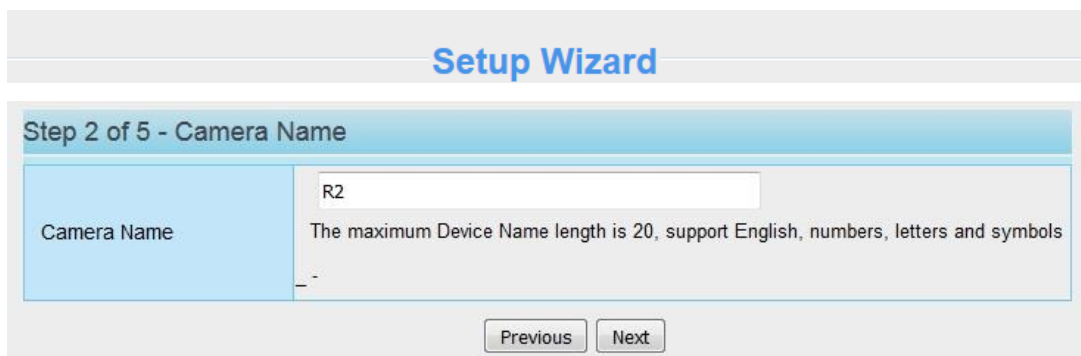 Setup Wizard
Step 2 of 5 - Camera Name
R2
Camera Name
The maximum Device Name length is 20, support English, numbers, letters and symbols
_ -
Previous Next